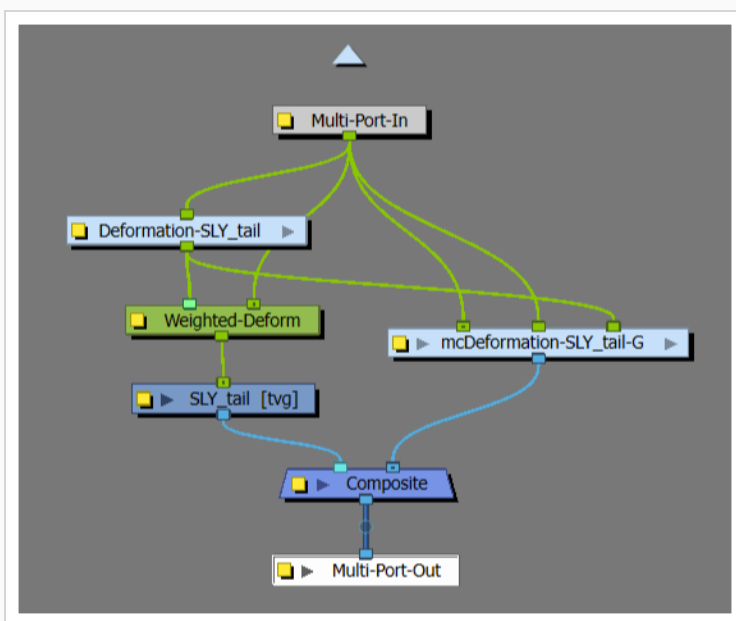 Multi-Port-In
Deformation-SLY_tail
Weighted-Deform
mcDeformation-SLY_tail-G
SLY_tail [tvg]
Composite
Multi-Port-Out